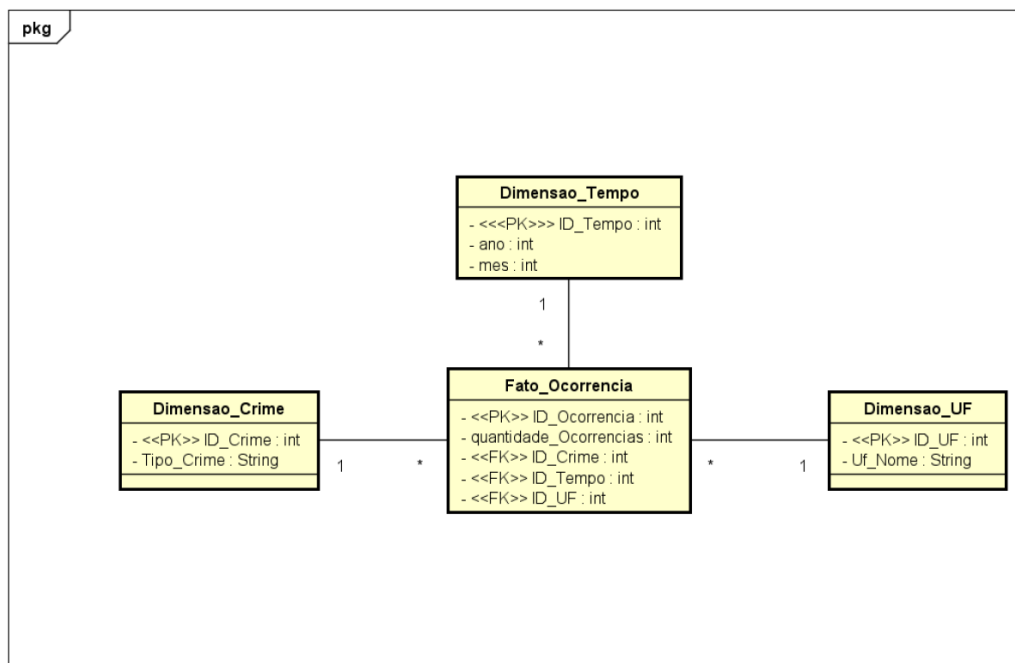 pkg
Dimensao_Tempo
- <<<PK>>> ID_Tempo : int
- ano : int
- mes : int
1
*
Dimensao_Crime
- <<PK>> ID_Crime : int
- Tipo_Crime : String
1
*
Fato_Ocorrencia
- <<PK>> ID_Ocorrencia : int
- quantidade_Ocorrencias : int
- <<FK>> ID_Crime : int
- <<FK>> ID_Tempo : int
- <<FK>> ID_UF : int
*
1
Dimensao_UF
- <<PK>> ID_UF : int
- Uf_Nome : String